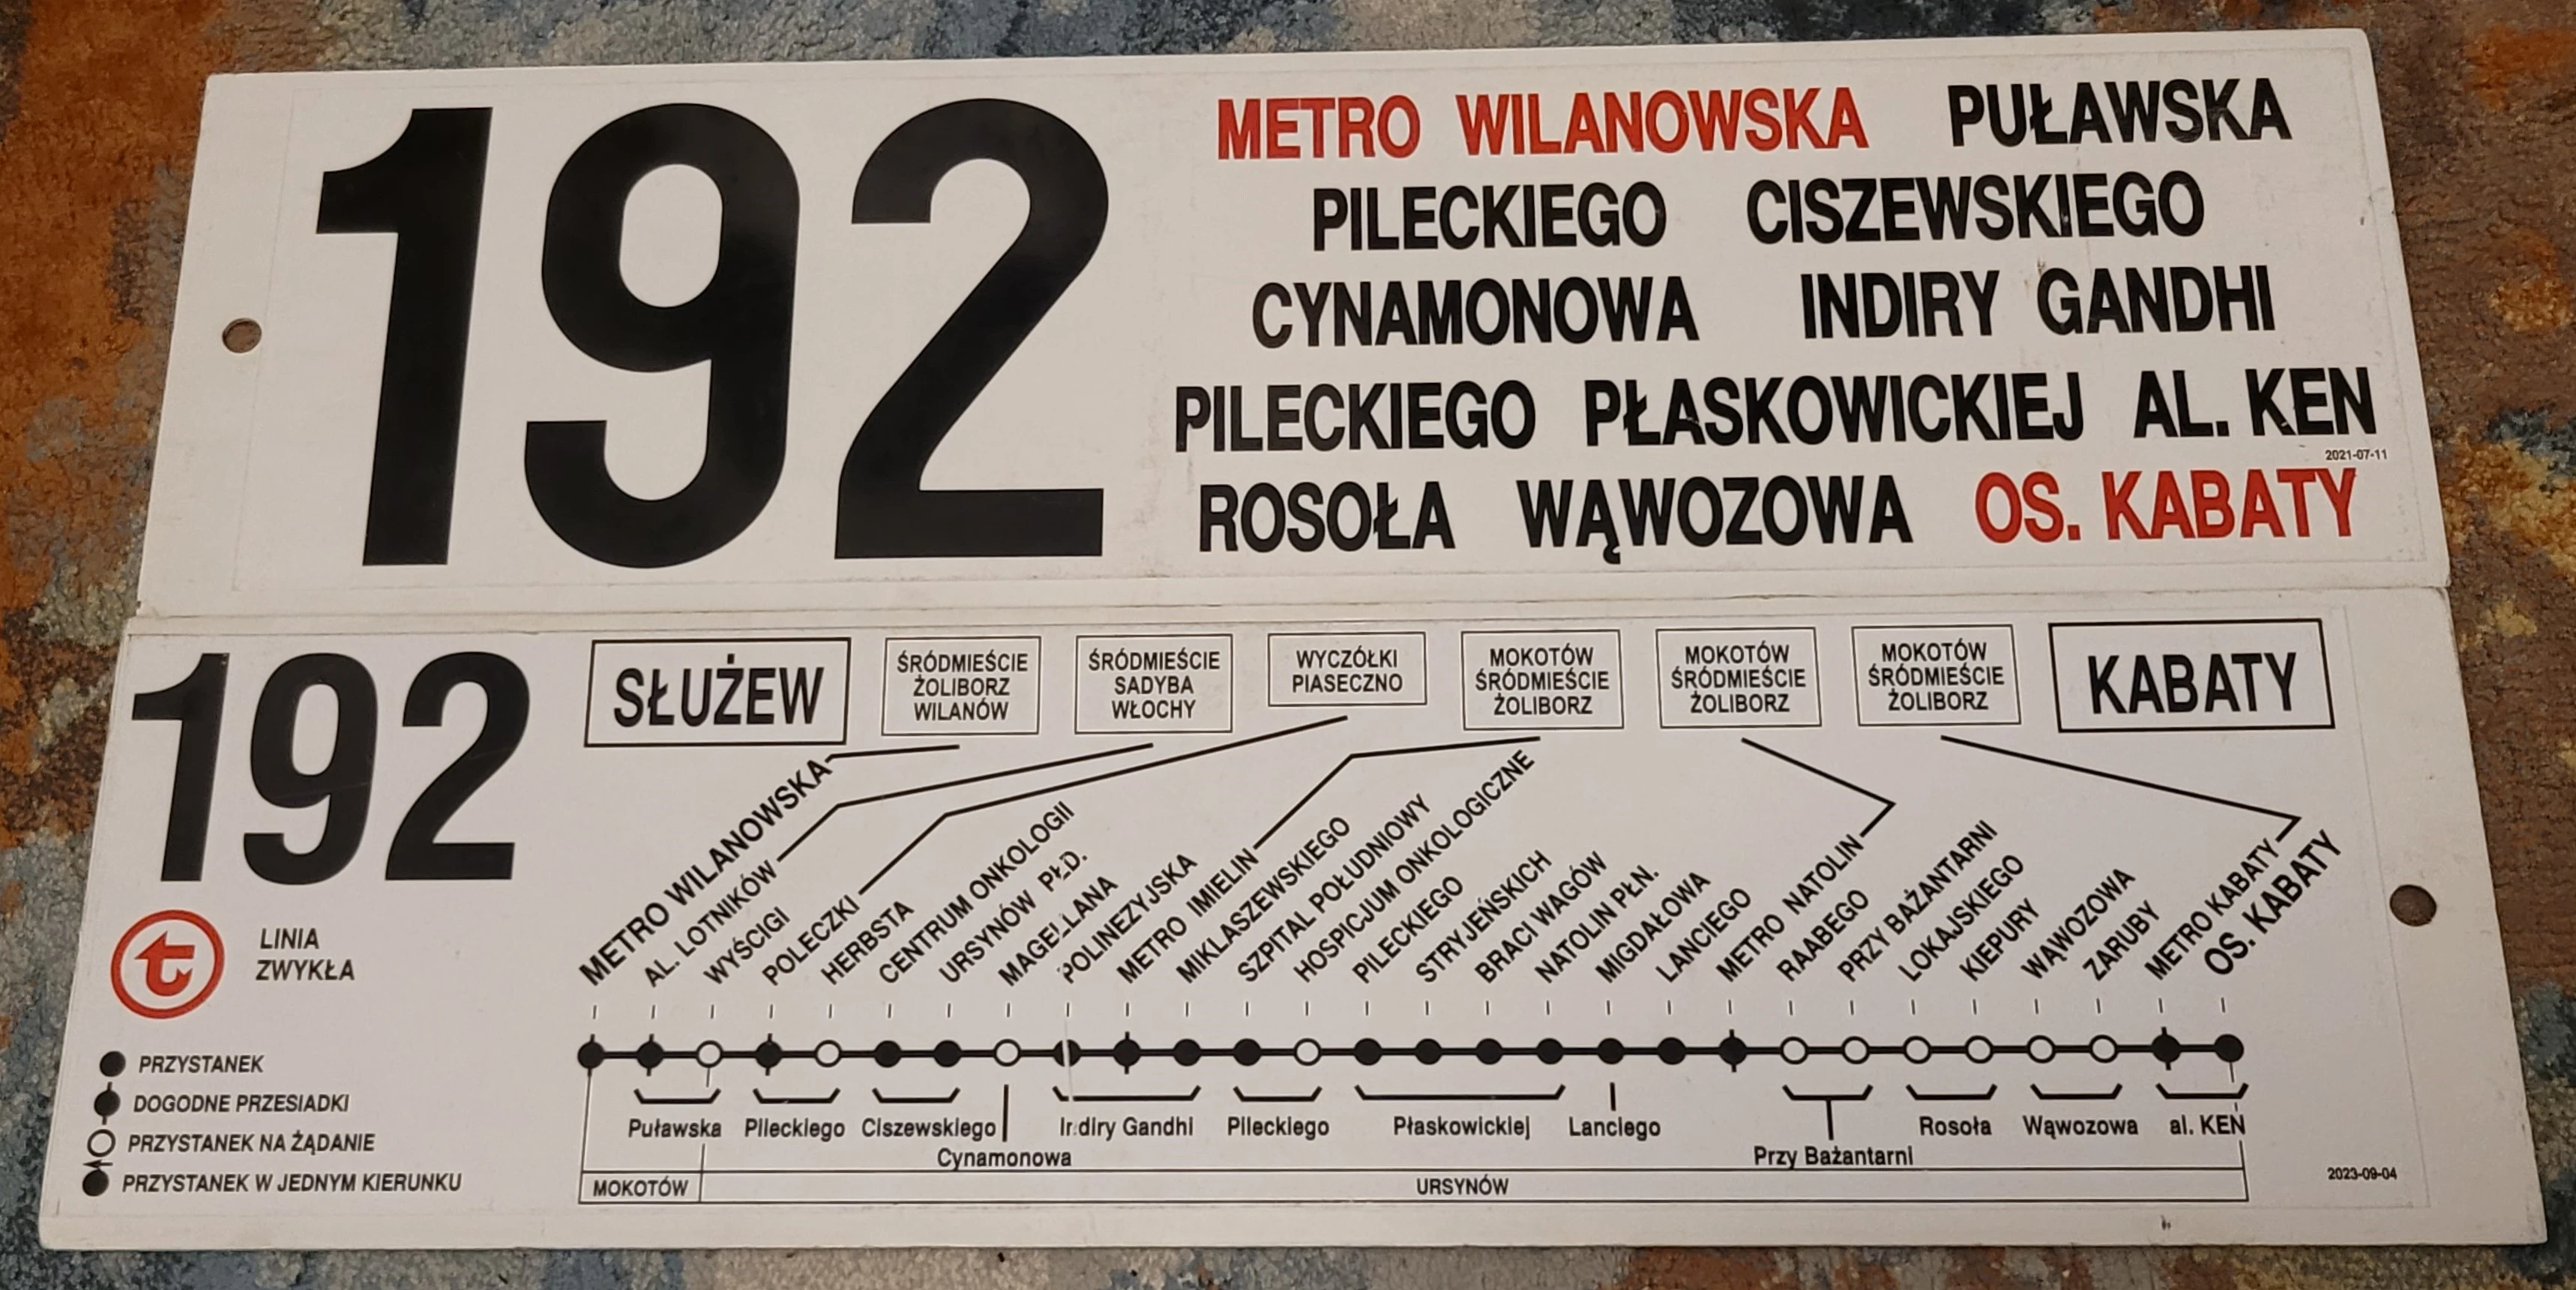 192
METRO WILANOWSKA PUŁAWSKA
PILECKIEGO CISZEWSKIEGO
CYNAMONOWA INDIRY GANDHI
PILECKIEGO PŁASKOWICKIEJ AL. KEN
2021-07-11
ROSOŁA WĄWOZOWA OS. KABATY
192
SŁUŻEW
ŚRÓDMIEŚCIE
ŻOLIBORZ
WILANÓW
ŚRÓDMIEŚCIE
SADYBA
WŁOCHY
WYCZÓŁKI
PIASECZNO
MOKOTÓW
ŚRÓDMIEŚCIE
ŻOLIBORZ
MOKOTÓW
ŚRÓDMIEŚCIE
ŻOLIBORZ
MOKOTÓW
ŚRÓDMIEŚCIE
ŻOLIBORZ
KABATY
METRO WILANOWSKA
AL. LOTNIKÓW
WYŚCIGI
POLECZKI
HERBSTA
CENTRUM ONKOLOGII
URSYNÓW PŁD.
MAGELLANA
POLINEZYJSKA
METRO IMIELIN
MIKLASZEWSKIEGO
SZPITAL POŁUDNIOWY
HOSPICJUM ONKOLOGICZNE
PILECKIEGO
STRYJEŃSKICH
BRACI WAGÓW
NATOLIN PŁN.
MIGDAŁOWA
LANCIEGO
METRO NATOLIN
RAABEGO
PRZY BAŻANTARNI
LOKAJSKIEGO
KIEPURY
WĄWOZOWA
ZARUBY
METRO KABATY
OS. KABATY
t
LINIA
ZWYKŁA
PRZYSTANEK
DOGODNE PRZESIADKI
PRZYSTANEK NA ŻĄDANIE
PRZYSTANEK W JEDNYM KIERUNKU
Puławska Pileckiego Ciszewskiego Indiry Gandhi Pileckiego Płaskowickiej Lanciego Rosoła Wąwozowa al. KEN
Cynamonowa Przy Bażantarni
MOKOTÓW URSYNÓW
2023-09-04